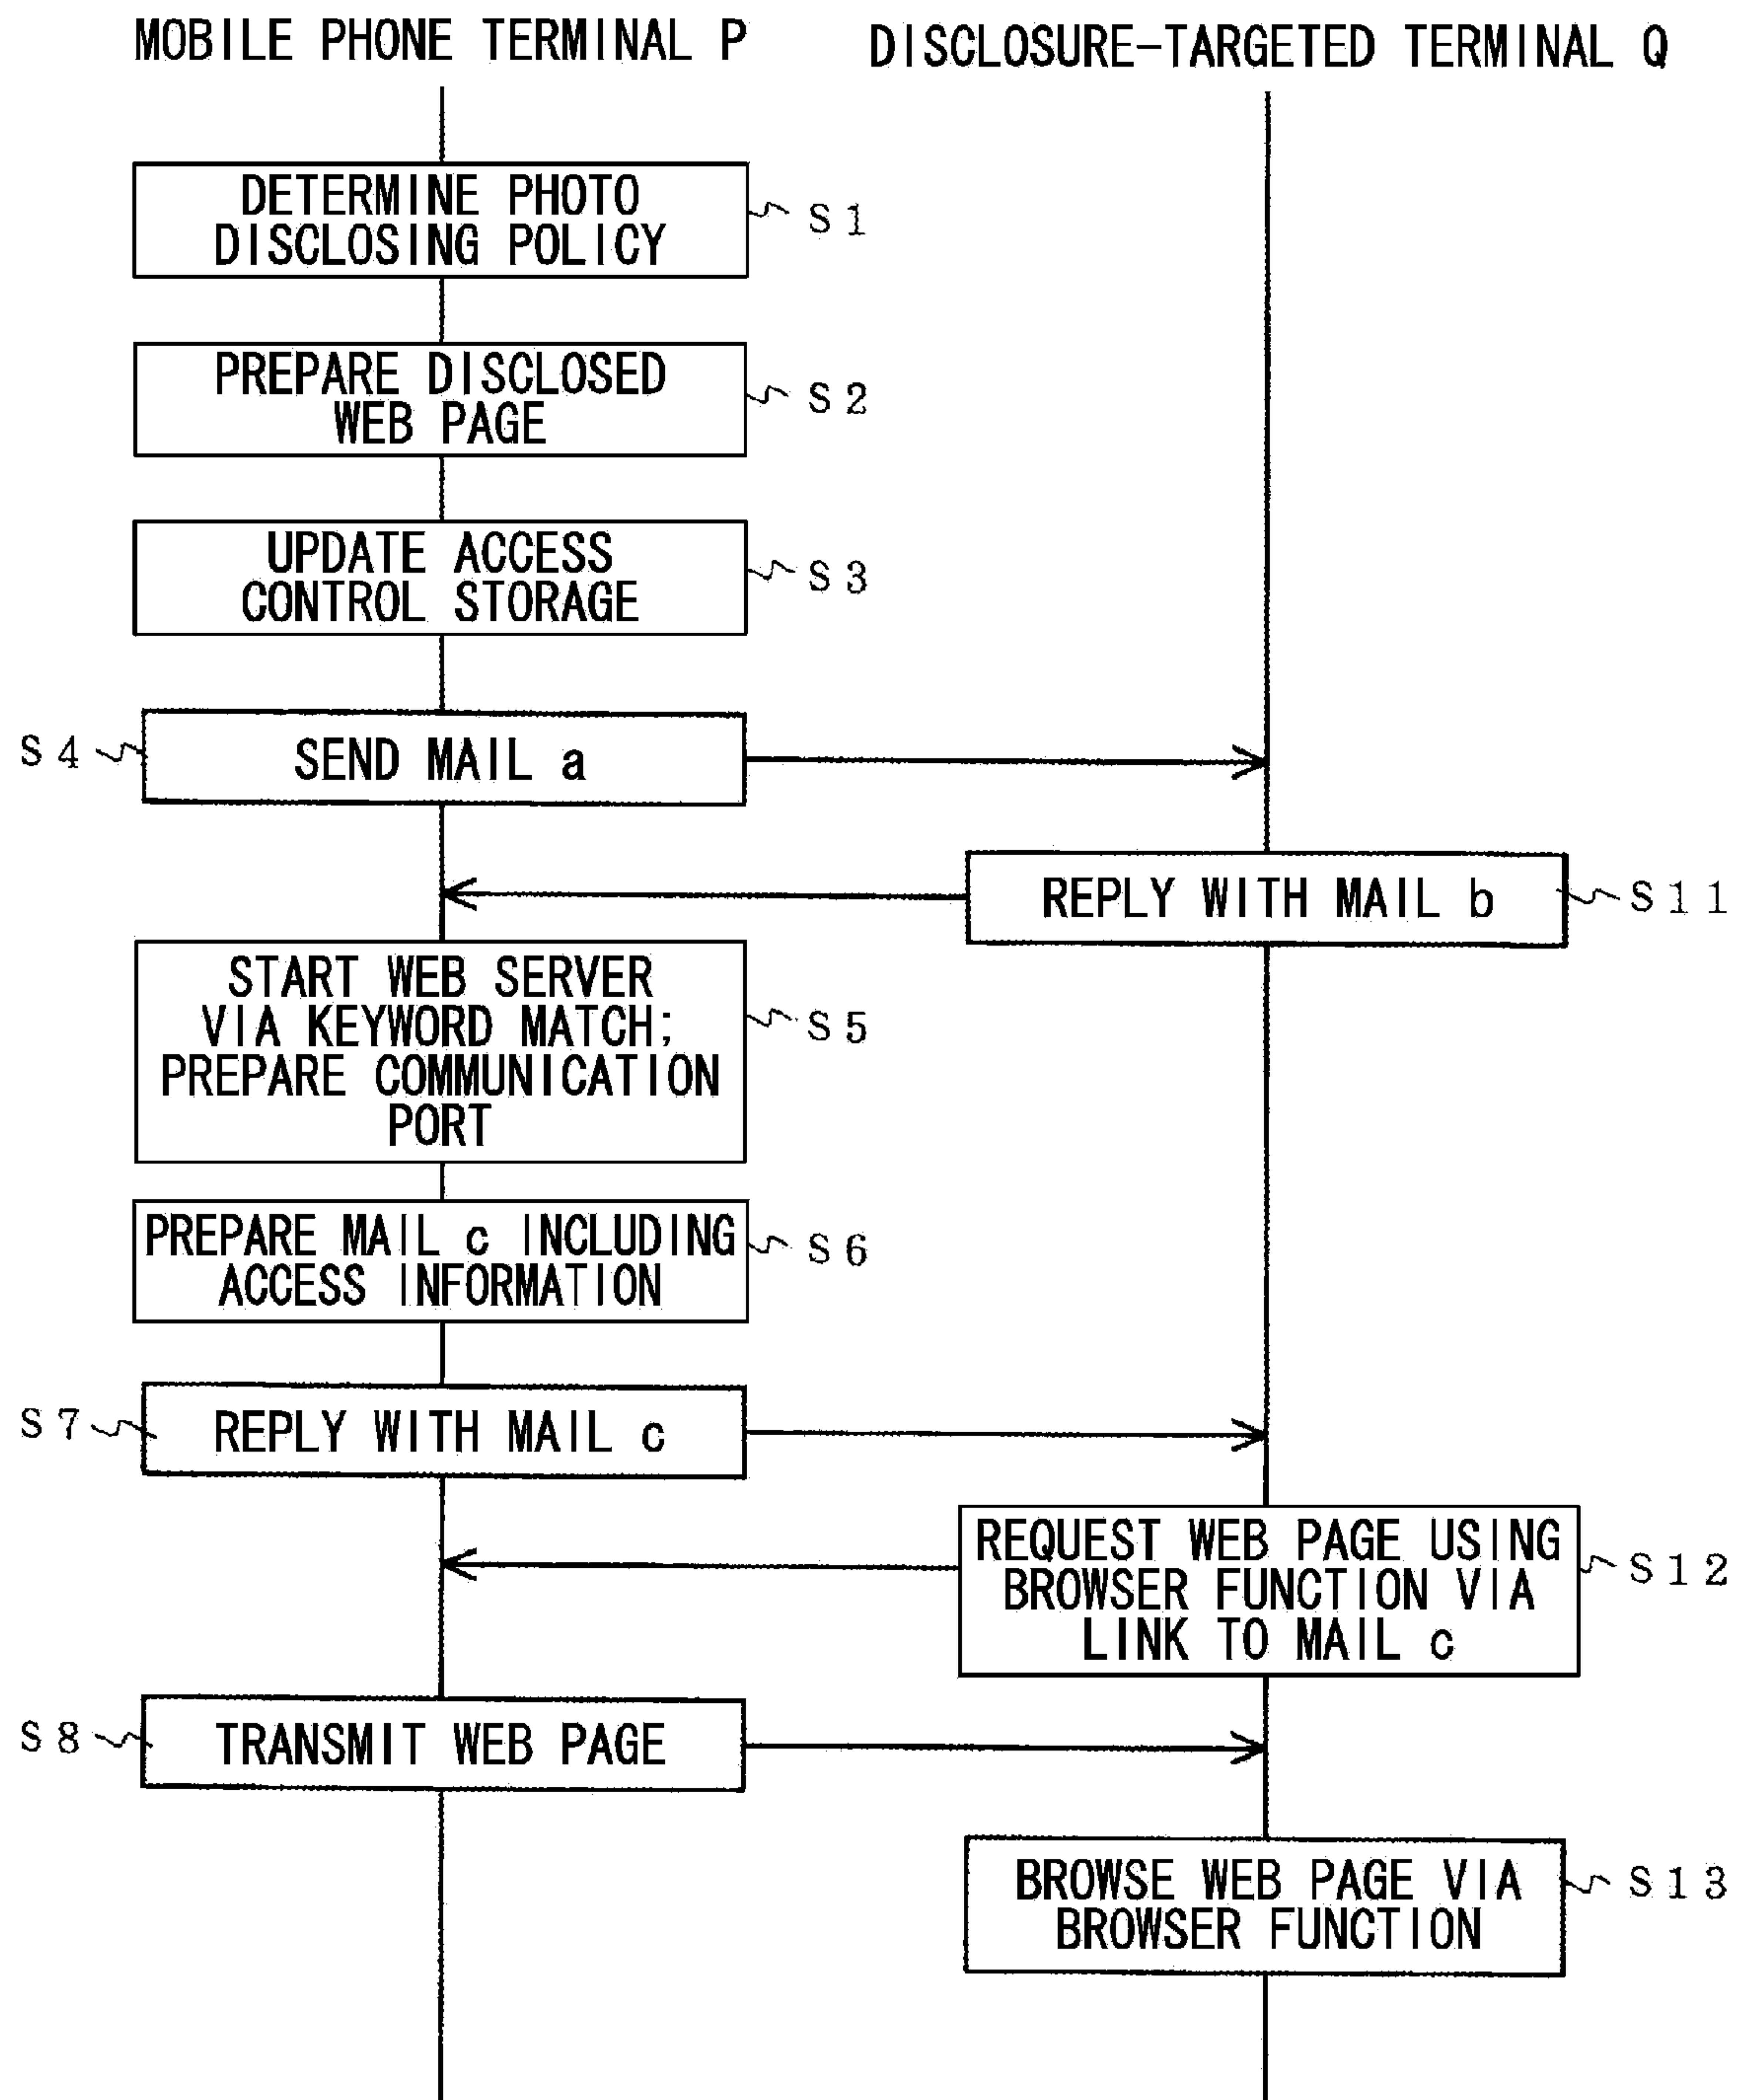 MOBILE PHONE TERMINAL P
DISCLOSURE-TARGETED TERMINAL Q
DETERMINE PHOTO
DISCLOSING POLICY
S1
PREPARE DISCLOSED
WEB PAGE
S2
UPDATE ACCESS
CONTROL STORAGE
S3
S4
SEND MAIL a
REPLY WITH MAIL b
S11
START WEB SERVER
VIA KEYWORD MATCH;
PREPARE COMMUNICATION
PORT
S5
PREPARE MAIL c INCLUDING
ACCESS INFORMATION
S6
S7
REPLY WITH MAIL c
REQUEST WEB PAGE USING
BROWSER FUNCTION VIA
LINK TO MAIL c
S12
S8
TRANSMIT WEB PAGE
BROWSE WEB PAGE VIA
BROWSER FUNCTION
S13